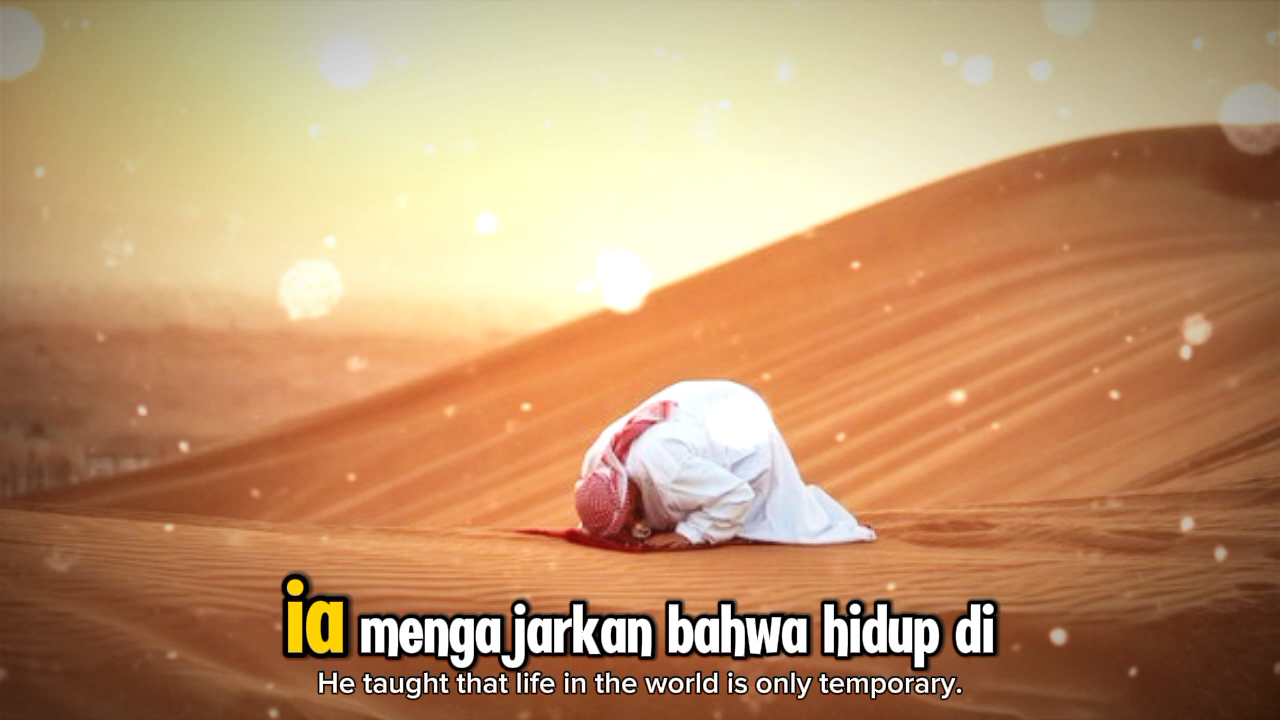 ia mengajarkan bahwa hidup di
He taught that life in the world is only temporary.